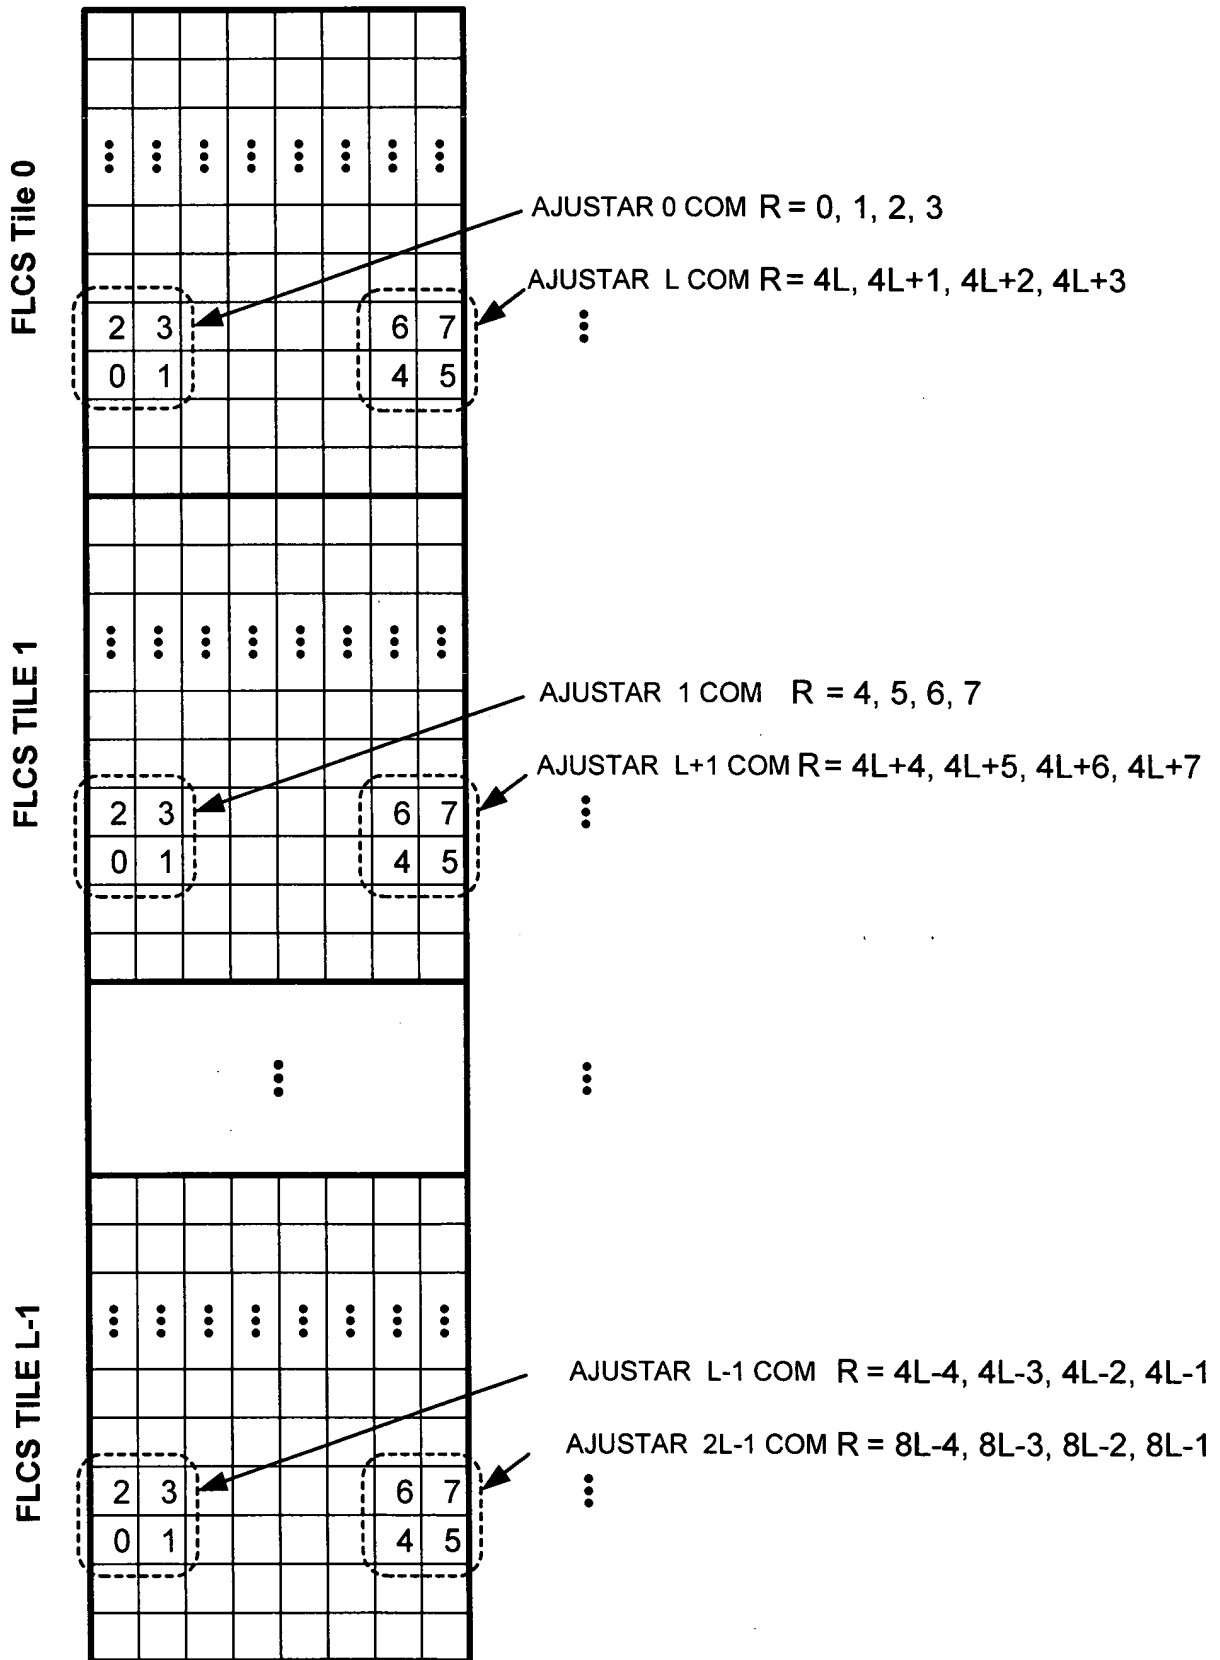 FLCS Tile 0
AJUSTAR 0 COM R = 0, 1, 2, 3
AJUSTAR L COM R = 4L, 4L+1, 4L+2, 4L+3
2 3 6 7
0 1 4 5
FLCS TILE 1
AJUSTAR 1 COM R = 4, 5, 6, 7
AJUSTAR L+1 COM R = 4L+4, 4L+5, 4L+6, 4L+7
2 3 6 7
0 1 4 5
FLCS TILE L-1
AJUSTAR L-1 COM R = 4L-4, 4L-3, 4L-2, 4L-1
AJUSTAR 2L-1 COM R = 8L-4, 8L-3, 8L-2, 8L-1
2 3 6 7
0 1 4 5